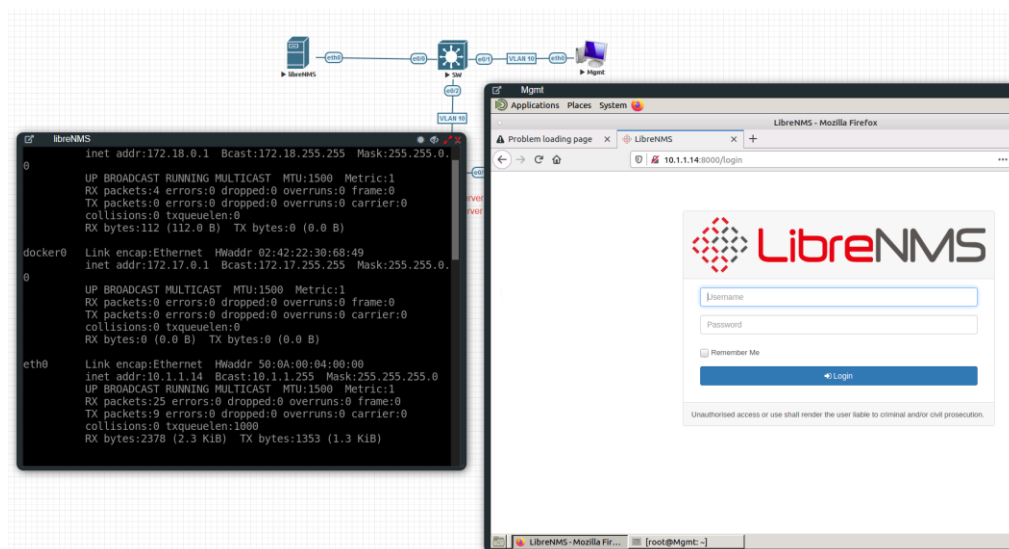 eth0
e0/0
e0/1
VLAN 10
eth0
libreNMS
SW
Mgmt
e0/2
VLAN 10
libreNMS
inet addr:172.18.0.1 Bcast:172.18.255.255 Mask:255.255.0.
0
UP BROADCAST RUNNING MULTICAST MTU:1500 Metric:1
RX packets:4 errors:0 dropped:0 overruns:0 frame:0
TX packets:0 errors:0 dropped:0 overruns:0 carrier:0
collisions:0 txqueuelen:0
RX bytes:112 (112.0 B) TX bytes:0 (0.0 B)
docker0 Link encap:Ethernet HWaddr 02:42:22:30:68:49
inet addr:172.17.0.1 Bcast:172.17.255.255 Mask:255.255.0.
0
UP BROADCAST MULTICAST MTU:1500 Metric:1
RX packets:0 errors:0 dropped:0 overruns:0 frame:0
TX packets:0 errors:0 dropped:0 overruns:0 carrier:0
collisions:0 txqueuelen:0
RX bytes:0 (0.0 B) TX bytes:0 (0.0 B)
eth0 Link encap:Ethernet HWaddr 50:0A:00:04:00:00
inet addr:10.1.1.14 Bcast:10.1.1.255 Mask:255.255.255.0
UP BROADCAST RUNNING MULTICAST MTU:1500 Metric:1
RX packets:25 errors:0 dropped:0 overruns:0 frame:0
TX packets:9 errors:0 dropped:0 overruns:0 carrier:0
collisions:0 txqueuelen:1000
RX bytes:2378 (2.3 KiB) TX bytes:1353 (1.3 KiB)
Mgmt
Applications Places System
LibreNMS - Mozilla Firefox
Problem loading page
LibreNMS
10.1.1.14:8000/login
LibreNMS
Username
Password
Remember Me
Login
Unauthorised access or use shall render the user liable to criminal and/or civil prosecution.
LibreNMS - Mozilla Fir...
[root@Mgmt: ~]